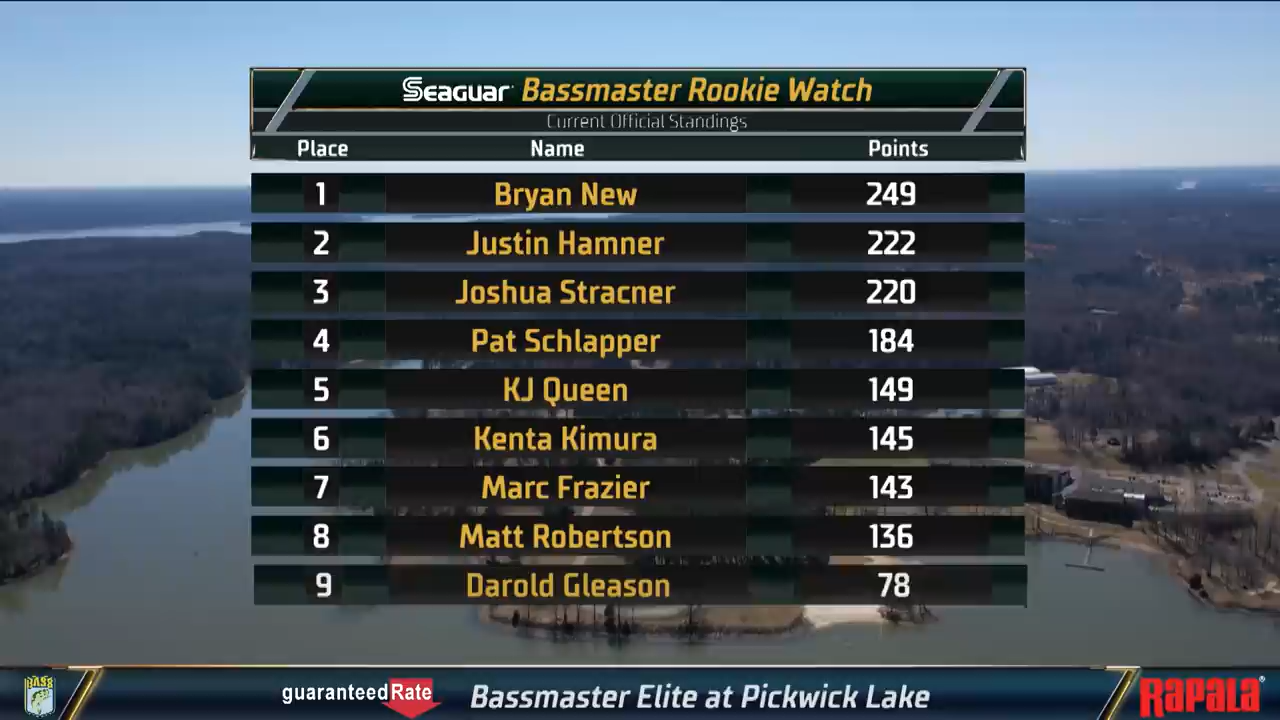 SEAGUAR Bassmaster Rookie Watch
Current Official Standings
Place Name Points
1 Bryan New 249
2 Justin Hamner 222
3 Joshua Stracner 220
4 Pat Schlapper 184
5 KJ Queen 149
6 Kenta Kimura 145
7 Marc Frazier 143
8 Matt Robertson 136
9 Darold Gleason 78
BASS guaranteedRate Bassmaster Elite at Pickwick Lake RAPALA®